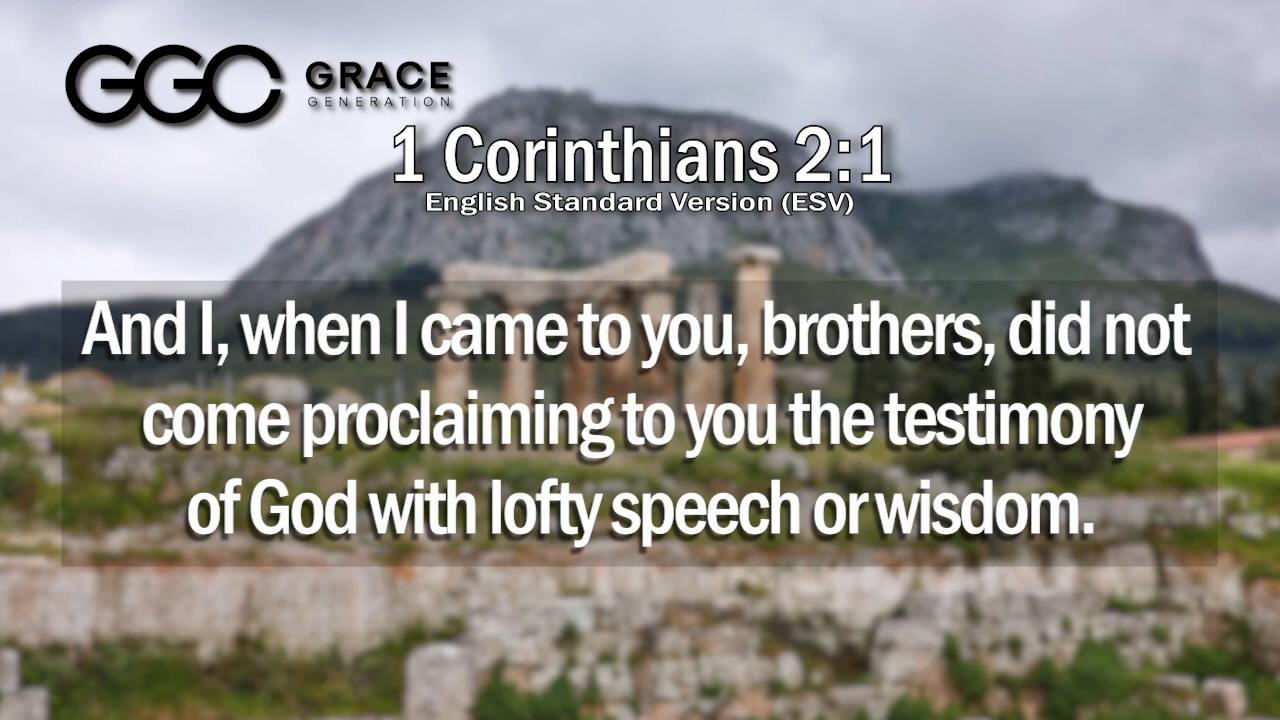 GGC GRACE
GENERATION
1 Corinthians 2:1
English Standard Version (ESV)
And I, when I came to you, brothers, did not
come proclaiming to you the testimony
of God with lofty speech or wisdom.